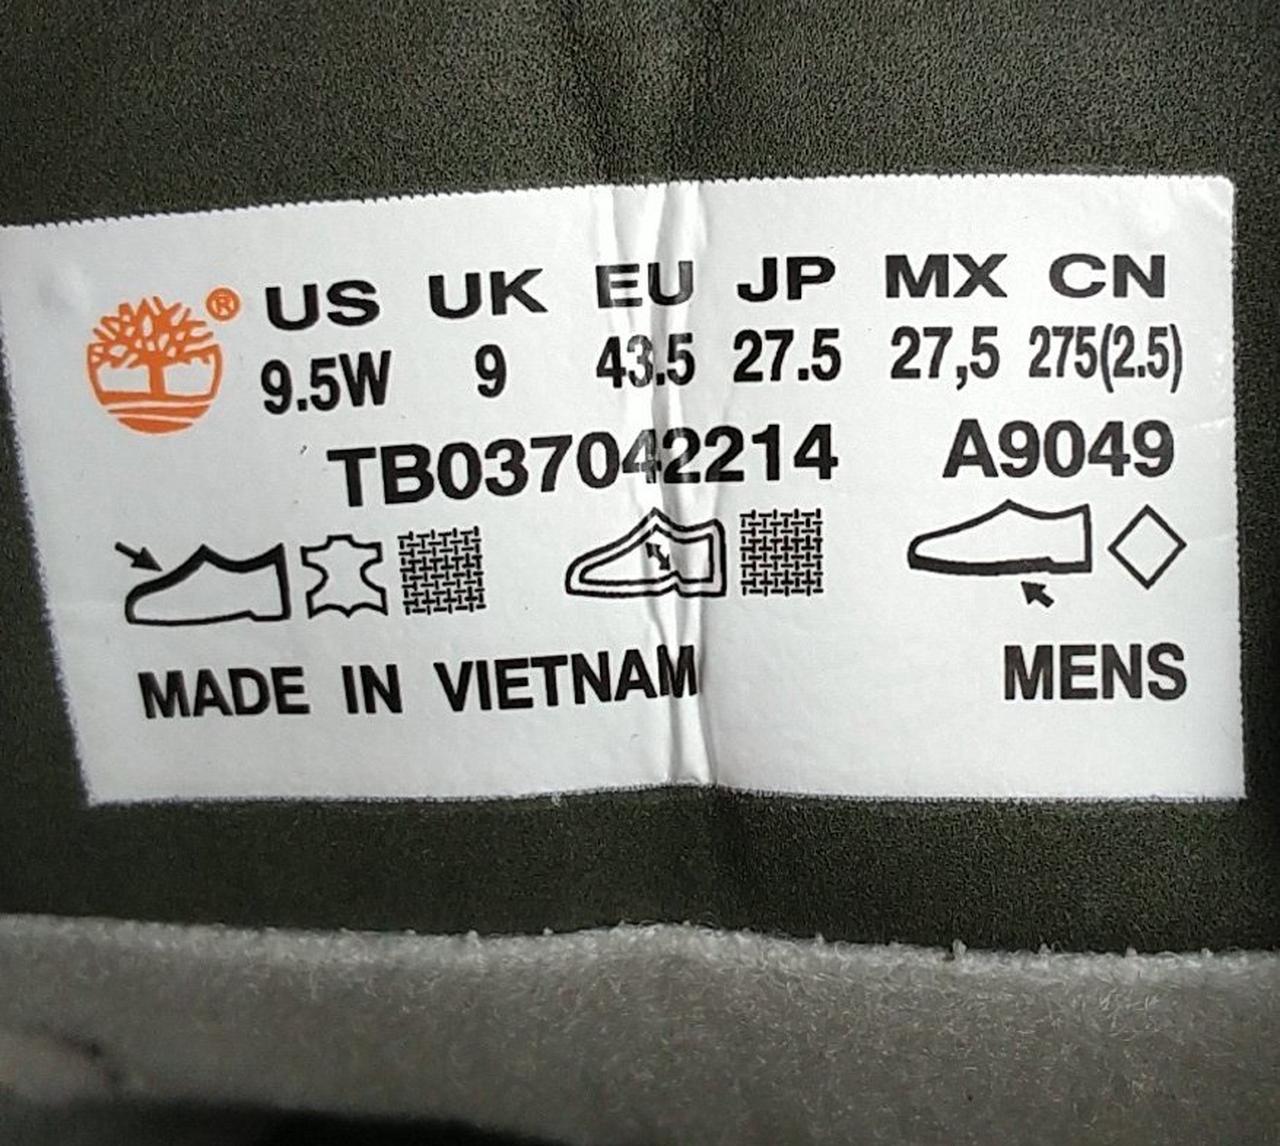 ® US UK EU JP MX CN
9.5W 9 43.5 27.5 27,5 275(2.5)
TB037042214 A9049
MADE IN VIETNAM MENS